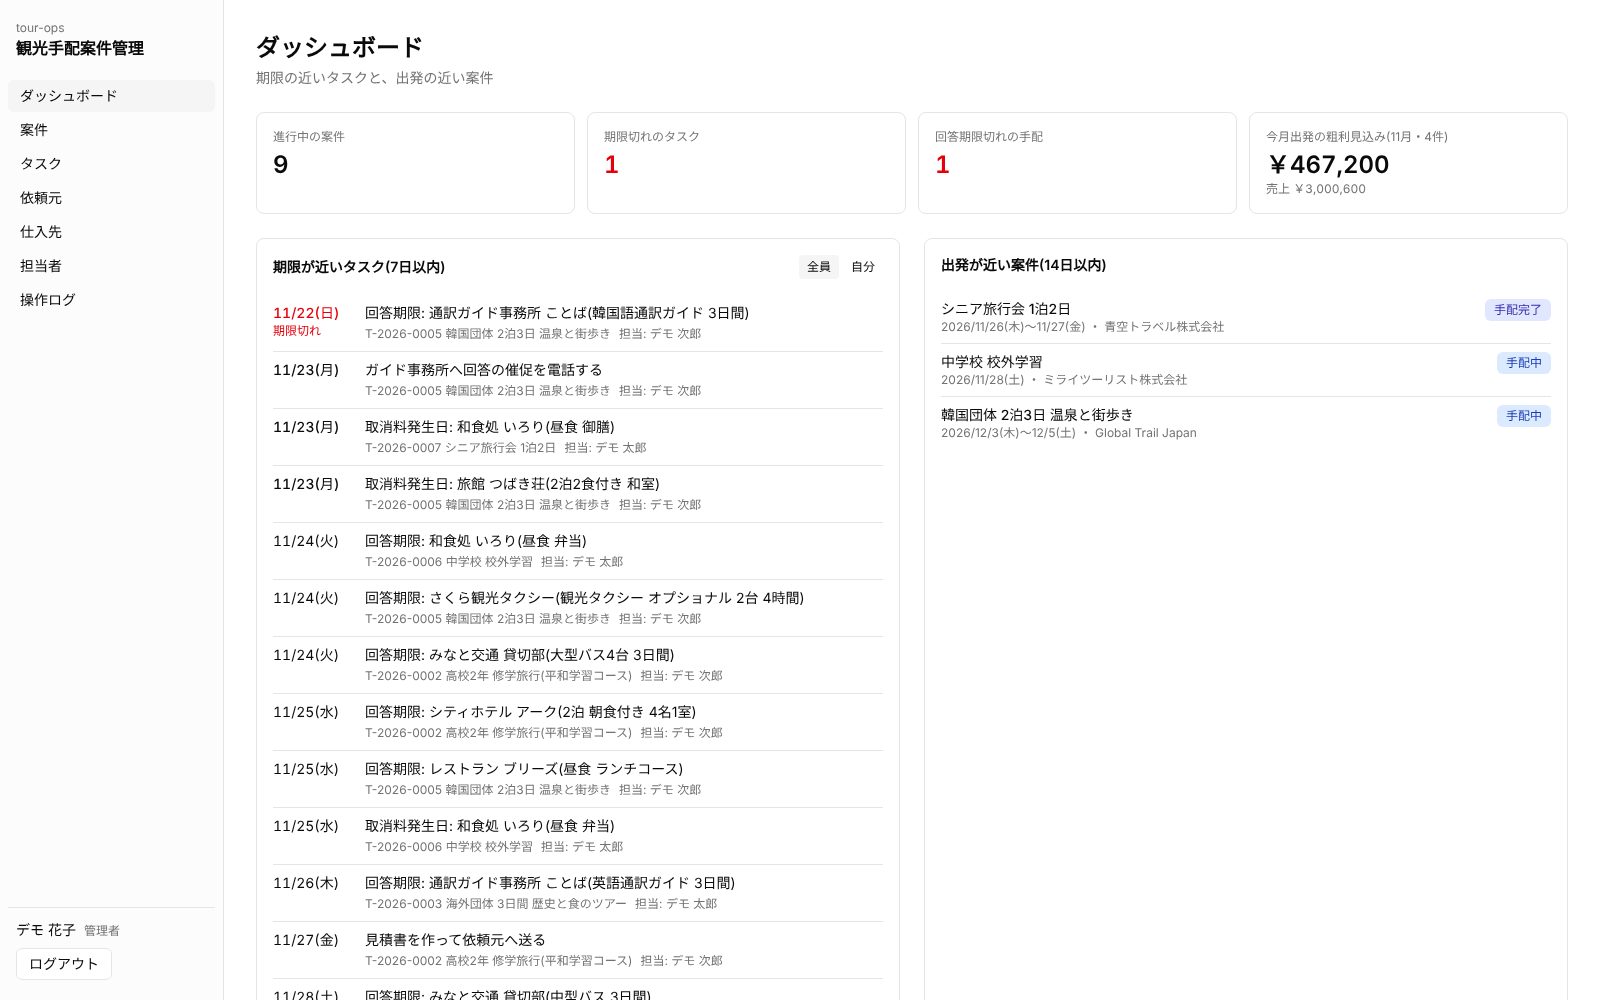 tour-ops
観光手配案件管理
ダッシュボード
案件
タスク
依頼元
仕入先
担当者
操作ログ
デモ 花子 管理者
ログアウト
ダッシュボード
期限の近いタスクと、出発の近い案件
進行中の案件
9
期限切れのタスク
1
回答期限切れの手配
1
今月出発の粗利見込み(11月・4件)
￥467,200
売上 ￥3,000,600
期限が近いタスク(7日以内) 全員 自分
11/22(日) 回答期限: 通訳ガイド事務所 ことば(韓国語通訳ガイド 3日間)
期限切れ T-2026-0005 韓国団体 2泊3日 温泉と街歩き 担当: デモ 次郎
11/23(月) ガイド事務所へ回答の催促を電話する
T-2026-0005 韓国団体 2泊3日 温泉と街歩き 担当: デモ 次郎
11/23(月) 取消料発生日: 和食処 いろり(昼食 御膳)
T-2026-0007 シニア旅行会 1泊2日 担当: デモ 太郎
11/23(月) 取消料発生日: 旅館 つばき荘(2泊2食付き 和室)
T-2026-0005 韓国団体 2泊3日 温泉と街歩き 担当: デモ 次郎
11/24(火) 回答期限: 和食処 いろり(昼食 弁当)
T-2026-0006 中学校 校外学習 担当: デモ 太郎
11/24(火) 回答期限: さくら観光タクシー(観光タクシー オプショナル 2台 4時間)
T-2026-0005 韓国団体 2泊3日 温泉と街歩き 担当: デモ 次郎
11/24(火) 回答期限: みなと交通 貸切部(大型バス4台 3日間)
T-2026-0002 高校2年 修学旅行(平和学習コース) 担当: デモ 次郎
11/25(水) 回答期限: シティホテル アーク(2泊 朝食付き 4名1室)
T-2026-0002 高校2年 修学旅行(平和学習コース) 担当: デモ 次郎
11/25(水) 回答期限: レストラン ブリーズ(昼食 ランチコース)
T-2026-0005 韓国団体 2泊3日 温泉と街歩き 担当: デモ 次郎
11/25(水) 取消料発生日: 和食処 いろり(昼食 弁当)
T-2026-0006 中学校 校外学習 担当: デモ 太郎
11/26(木) 回答期限: 通訳ガイド事務所 ことば(英語通訳ガイド 3日間)
T-2026-0003 海外団体 3日間 歴史と食のツアー 担当: デモ 太郎
11/27(金) 見積書を作って依頼元へ送る
T-2026-0002 高校2年 修学旅行(平和学習コース) 担当: デモ 次郎
11/28(土) 回答期限: みなと交通 貸切部(中型バス 3日間)
出発が近い案件(14日以内)
シニア旅行会 1泊2日 手配完了
2026/11/26(木)〜11/27(金) ・ 青空トラベル株式会社
中学校 校外学習 手配中
2026/11/28(土) ・ ミライツーリスト株式会社
韓国団体 2泊3日 温泉と街歩き 手配中
2026/12/3(木)〜12/5(土) ・ Global Trail Japan